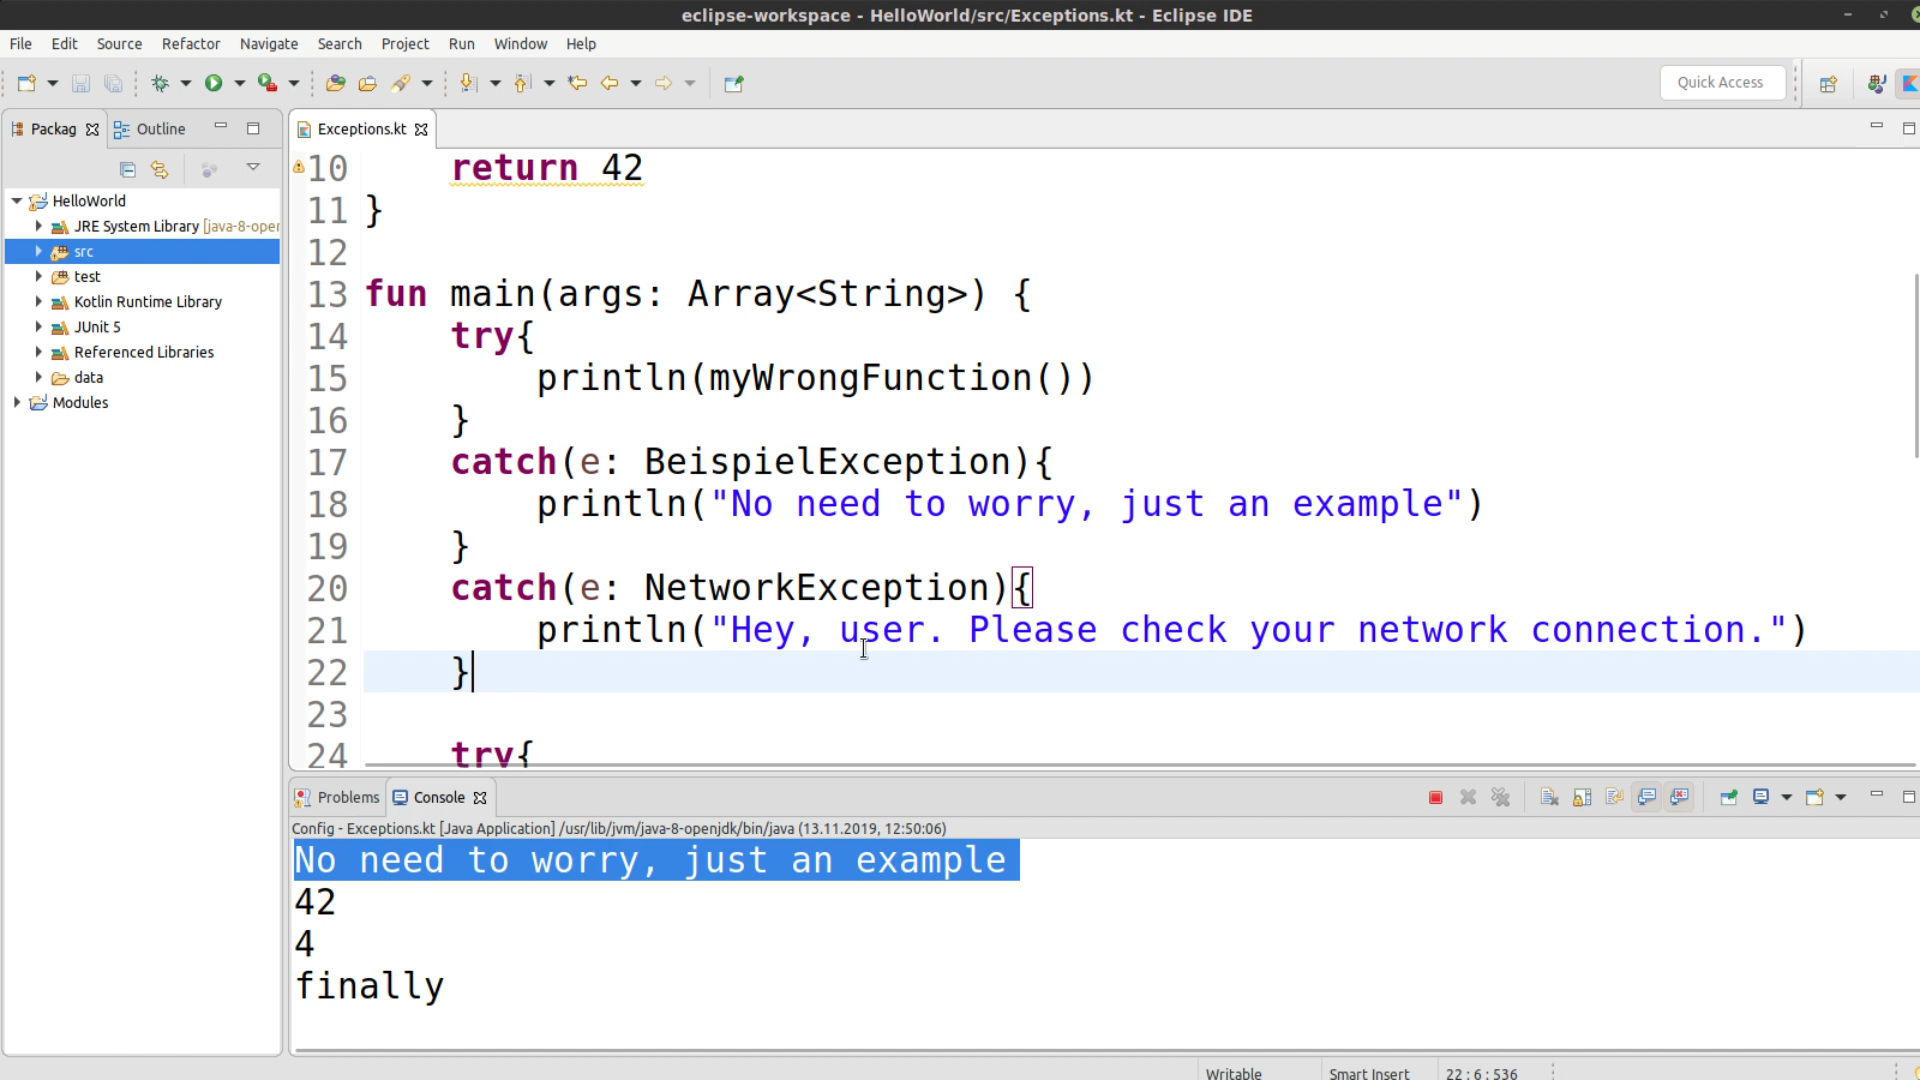 eclipse-workspace - HelloWorld/src/Exceptions.kt - Eclipse IDE
File Edit Source Refactor Navigate Search Project Run Window Help
Quick Access
Packag Outline
Exceptions.kt
HelloWorld
JRE System Library [java-8-oper
src
test
Kotlin Runtime Library
JUnit 5
Referenced Libraries
data
Modules
10     return 42
11 }
12
13 fun main(args: Array<String>) {
14     try{
15         println(myWrongFunction())
16     }
17     catch(e: BeispielException){
18         println("No need to worry, just an example")
19     }
20     catch(e: NetworkException){
21         println("Hey, user. Please check your network connection.")
22     }
23
24     try{
Problems Console
Config - Exceptions.kt [Java Application] /usr/lib/jvm/java-8-openjdk/bin/java (13.11.2019, 12:50:06)
No need to worry, just an example
42
4
finally
Writable Smart Insert 22 : 6 : 536